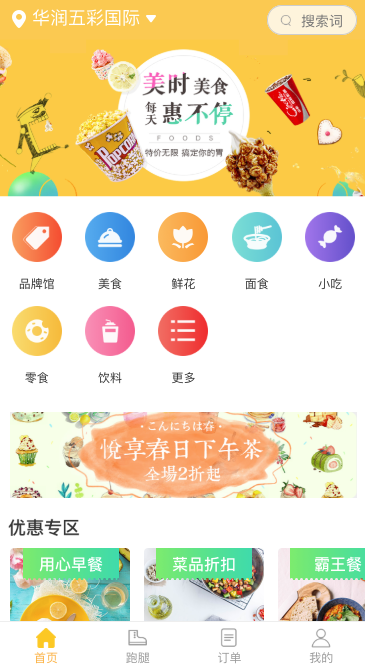 华润五彩国际
搜索词
美时美食
每天惠不停
FOODS
特价无限 搞定你的胃
POPCORN
品牌馆
美食
鲜花
面食
小吃
零食
饮料
更多
·こんにちは春·
悦享春日下午茶
全場2折起
优惠专区
用心早餐
菜品折扣
霸王餐
首页
跑腿
订单
我的